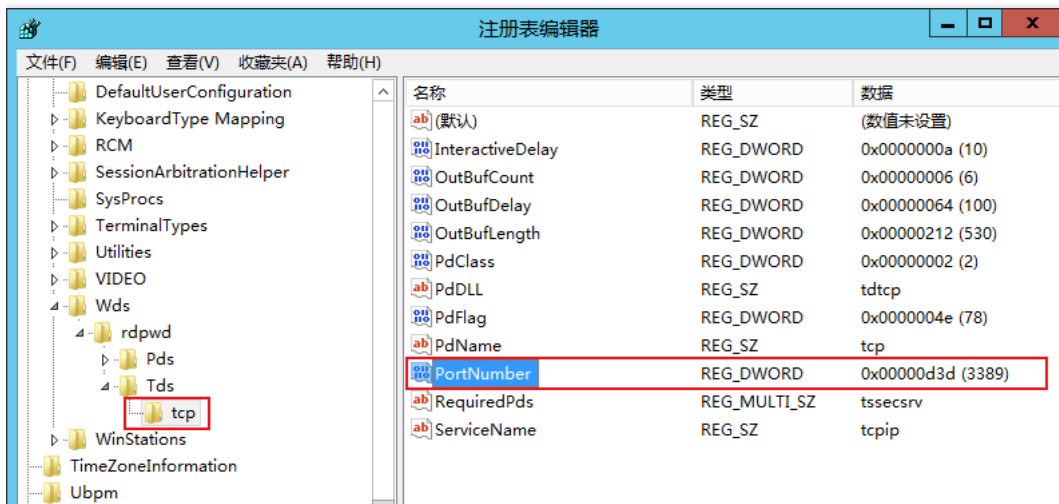 注册表编辑器
文件(F) 编辑(E) 查看(V) 收藏夹(A) 帮助(H)
DefaultUserConfiguration
KeyboardType Mapping
RCM
SessionArbitrationHelper
SysProcs
TerminalTypes
Utilities
VIDEO
Wds
rdpwd
Pds
Tds
tcp
WinStations
TimeZoneInformation
Ubpm
名称 类型 数据
(默认) REG_SZ (数值未设置)
InteractiveDelay REG_DWORD 0x0000000a (10)
OutBufCount REG_DWORD 0x00000006 (6)
OutBufDelay REG_DWORD 0x00000064 (100)
OutBufLength REG_DWORD 0x00000212 (530)
PdClass REG_DWORD 0x00000002 (2)
PdDLL REG_SZ tdtcp
PdFlag REG_DWORD 0x0000004e (78)
PdName REG_SZ tcp
PortNumber REG_DWORD 0x00000d3d (3389)
RequiredPds REG_MULTI_SZ tssecsrv
ServiceName REG_SZ tcpip